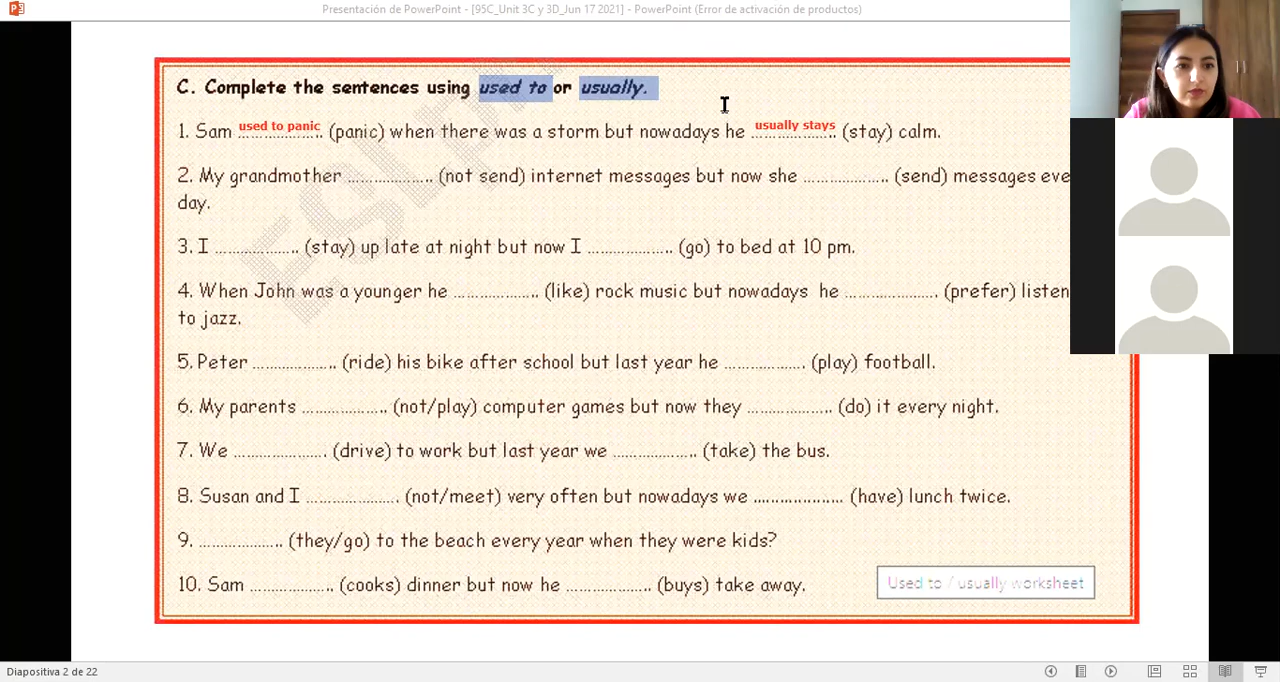 Presentación de PowerPoint - [95C_Unit 3C y 3D_Jun 17 2021] - PowerPoint (Error de activación de productos)
C. Complete the sentences using used to or usually.
1. Sam used to panic (panic) when there was a storm but nowadays he usually stays (stay) calm.
2. My grandmother .................. (not send) internet messages but now she .................. (send) messages eve
day.
3. I .................. (stay) up late at night but now I .................. (go) to bed at 10 pm.
4. When John was a younger he .................. (like) rock music but nowadays he .................... (prefer) listen
to jazz.
5. Peter .................. (ride) his bike after school but last year he .................. (play) football.
6. My parents .................. (not/play) computer games but now they .................. (do) it every night.
7. We .................... (drive) to work but last year we .................. (take) the bus.
8. Susan and I .................... (not/meet) very often but nowadays we .................. (have) lunch twice.
9. .................. (they/go) to the beach every year when they were kids?
10. Sam .................. (cooks) dinner but now he .................. (buys) take away.
Used to / usually worksheet
Diapositiva 2 de 22